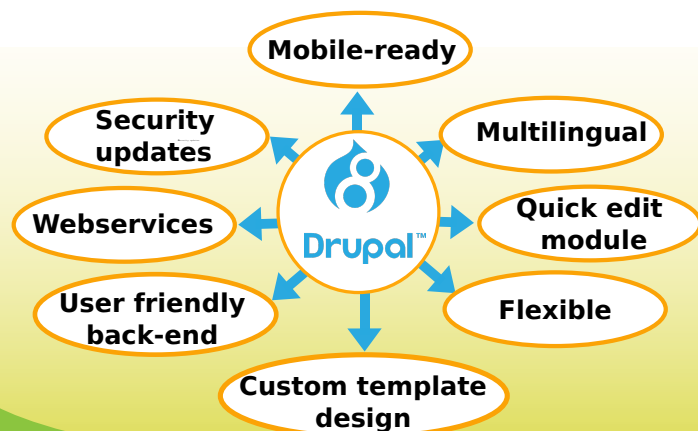 Mobile-ready
Security
updates
Multilingual
Webservices
Drupal™
Quick edit
module
User friendly
back-end
Flexible
Custom template
design